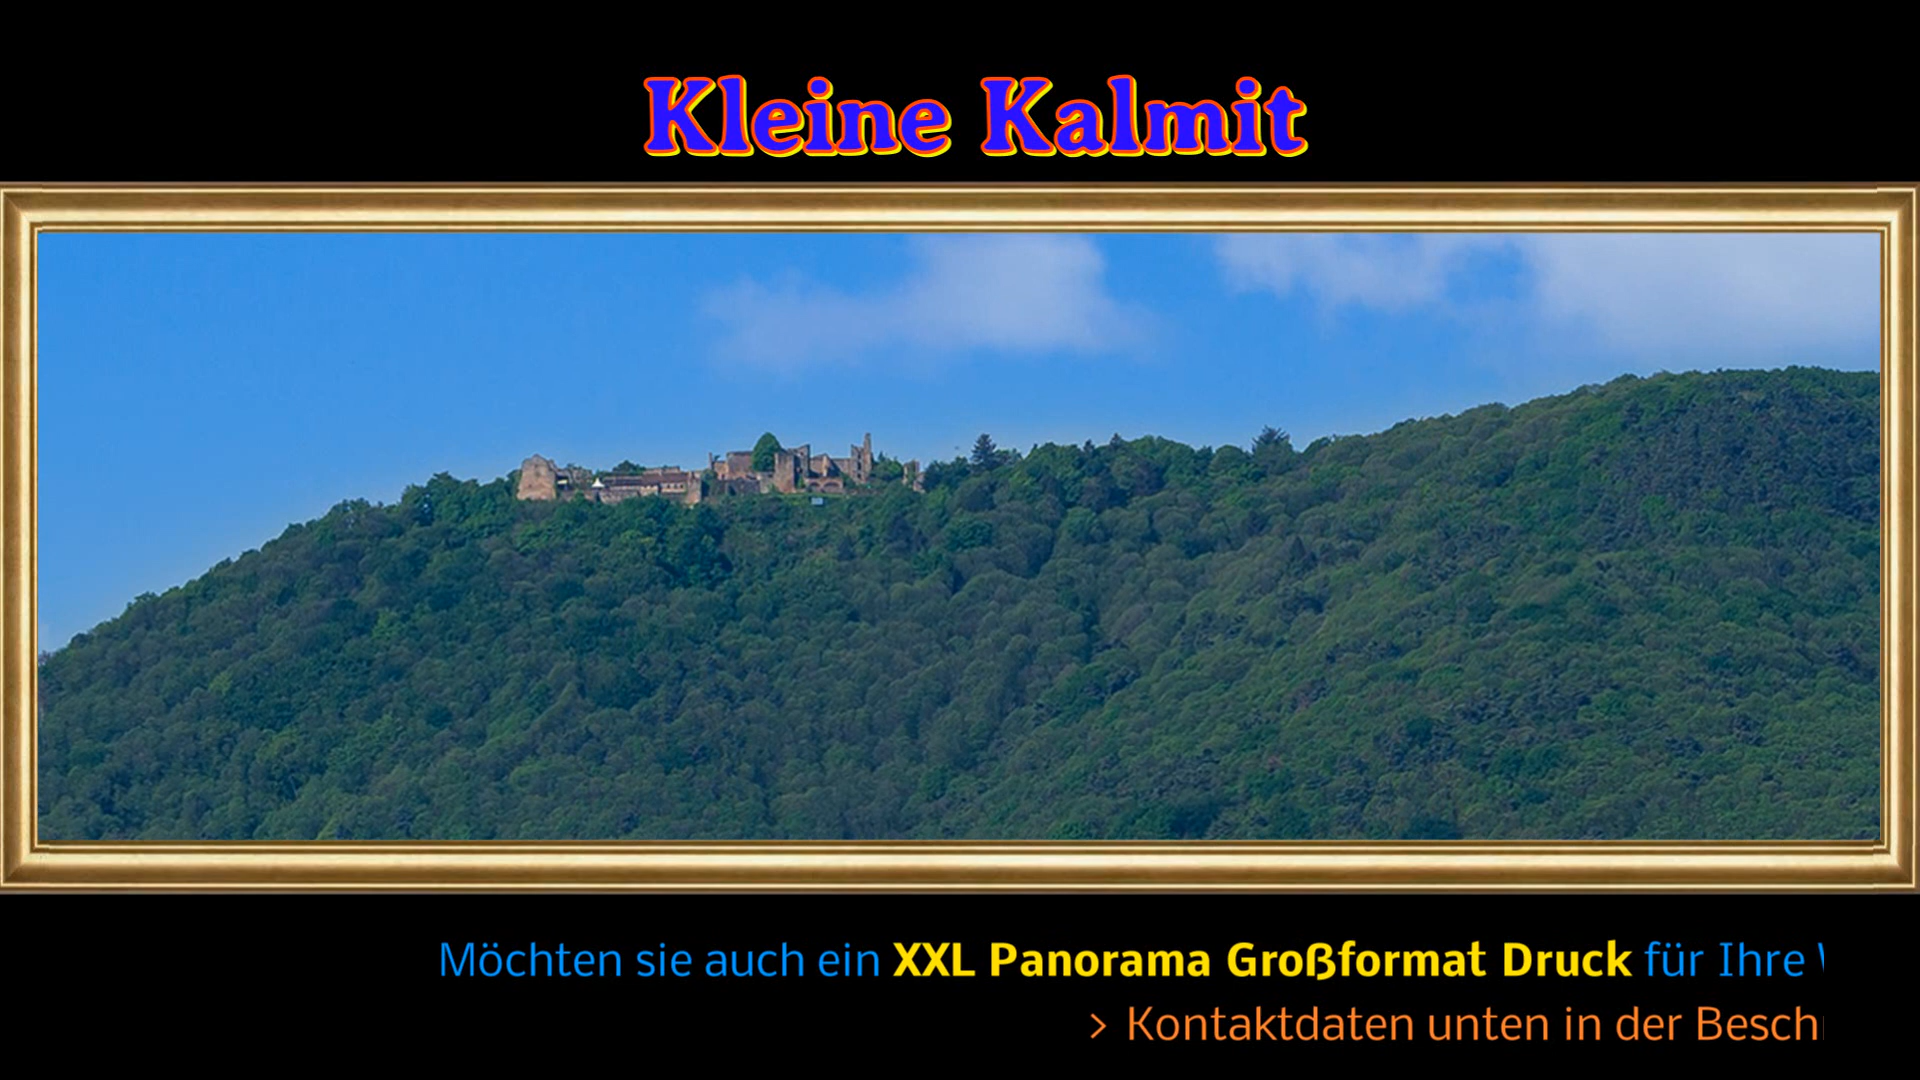 Kleine Kalmit
Möchten sie auch ein XXL Panorama Großformat Druck für Ihre
> Kontaktdaten unten in der